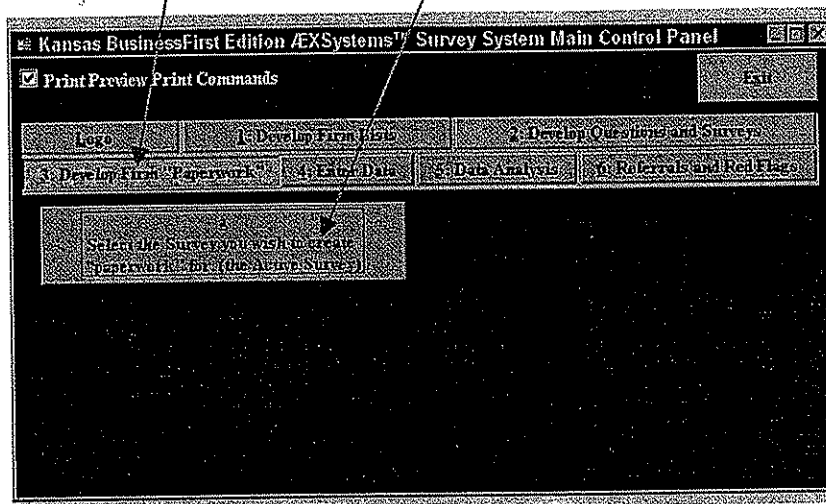 Kansas BusinessFirst Edition ÆXSystems™ Survey System Main Control Panel
Print Preview Print Commands
Exit
Logo
1: Develop Firm Lists
2: Develop Questions and Surveys
3: Develop Firm "Paperwork"
4: Enter Data
5: Data Analysis
6: Referrals and Red Flags
Select the Survey you wish to create
"paperwork" for (the Active Survey)